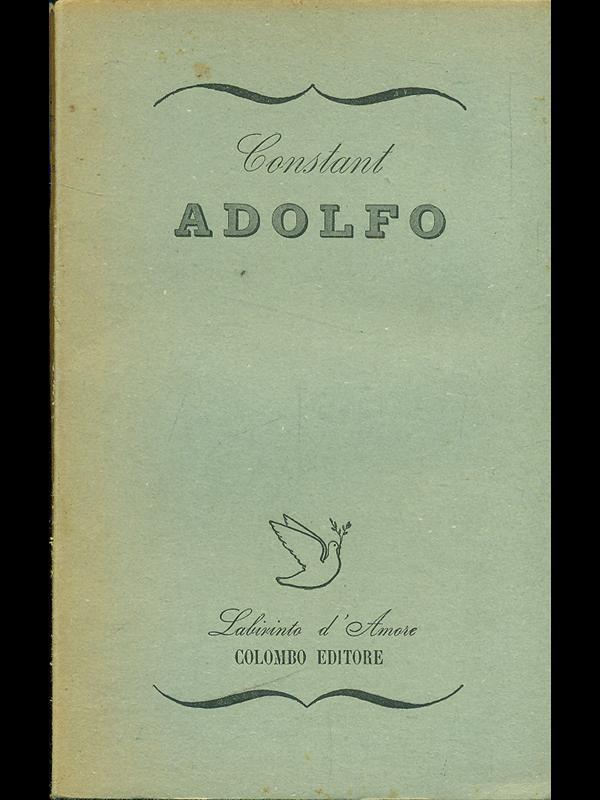 Constant
ADOLFO
Labirinto d'Amore
COLOMBO EDITORE